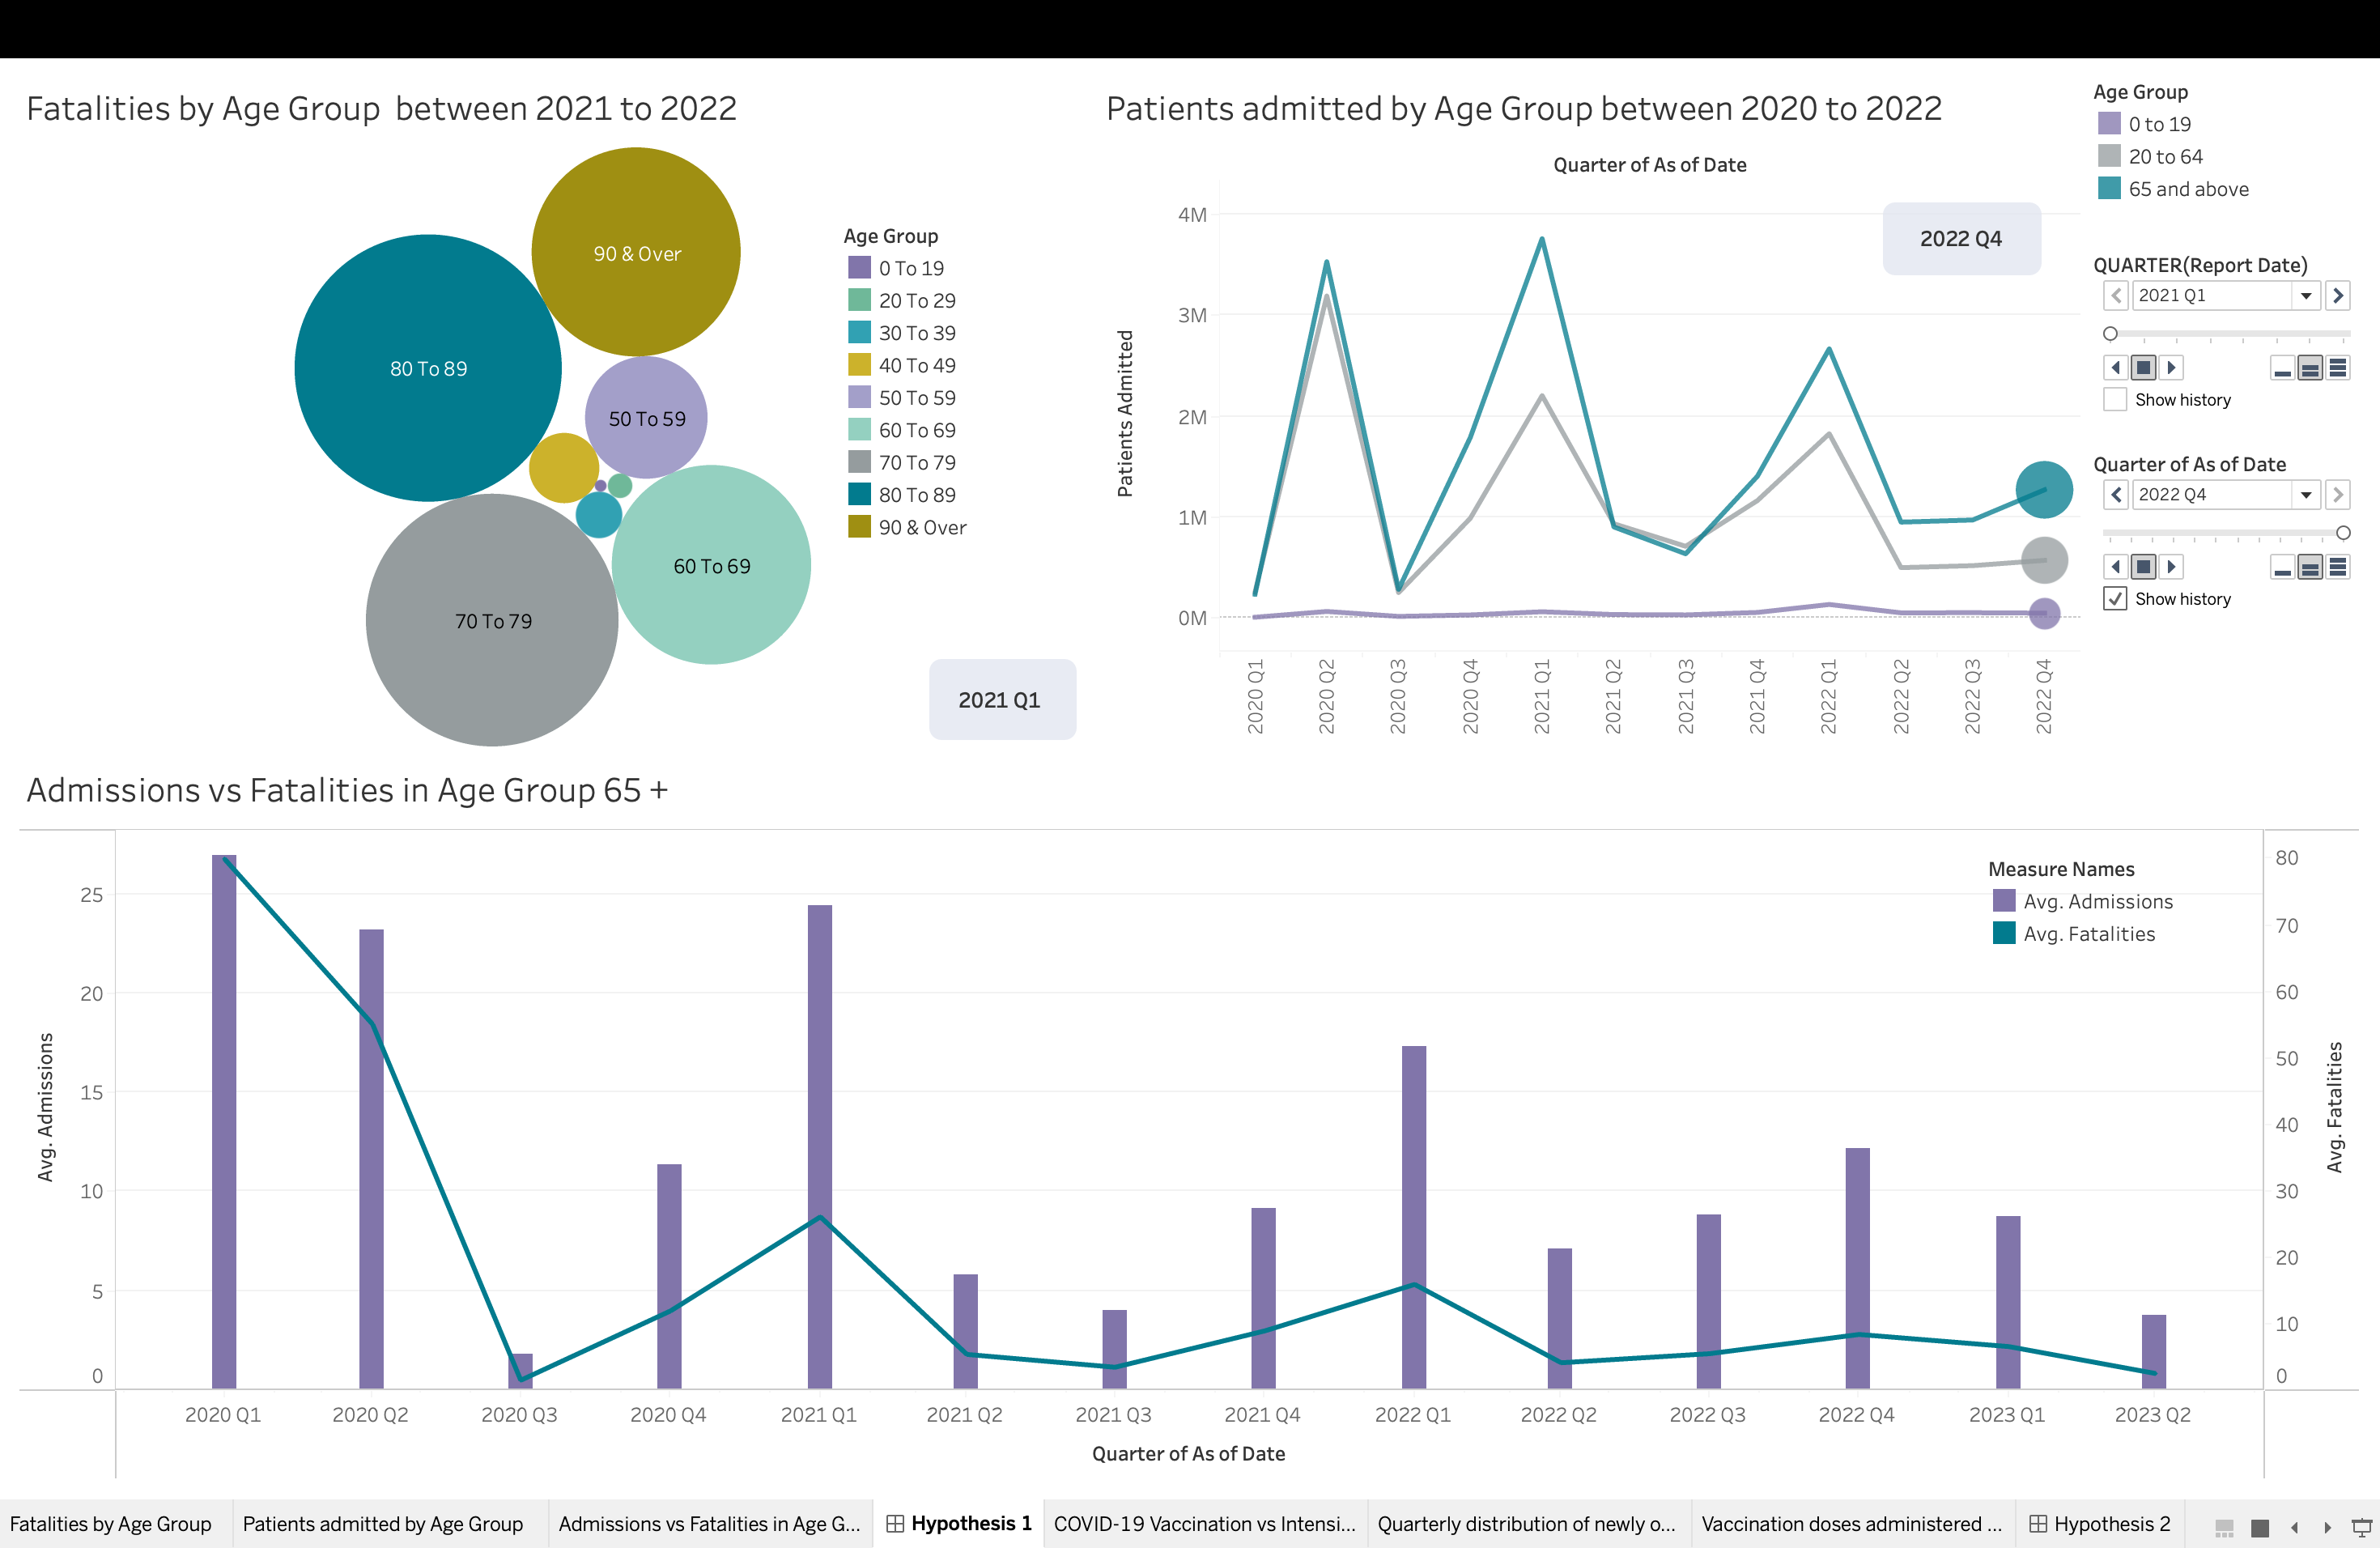 Fatalities by Age Group  between 2021 to 2022
90 & Over
80 To 89
50 To 59
60 To 69
70 To 79
Age Group
0 To 19
20 To 29
30 To 39
40 To 49
50 To 59
60 To 69
70 To 79
80 To 89
90 & Over
2021 Q1
Patients admitted by Age Group between 2020 to 2022
Quarter of As of Date
2022 Q4
Patients Admitted
4M
3M
2M
1M
0M
2020 Q1
2020 Q2
2020 Q3
2020 Q4
2021 Q1
2021 Q2
2021 Q3
2021 Q4
2022 Q1
2022 Q2
2022 Q3
2022 Q4
Age Group
0 to 19
20 to 64
65 and above
QUARTER(Report Date)
2021 Q1
Show history
Quarter of As of Date
2022 Q4
Show history
Admissions vs Fatalities in Age Group 65 +
Avg. Admissions
25
20
15
10
5
0
Measure Names
Avg. Admissions
Avg. Fatalities
80
70
60
50
40
30
20
10
0
Avg. Fatalities
2020 Q1
2020 Q2
2020 Q3
2020 Q4
2021 Q1
2021 Q2
2021 Q3
2021 Q4
2022 Q1
2022 Q2
2022 Q3
2022 Q4
2023 Q1
2023 Q2
Quarter of As of Date
Fatalities by Age Group
Patients admitted by Age Group
Admissions vs Fatalities in Age G...
Hypothesis 1
COVID-19 Vaccination vs Intensi...
Quarterly distribution of newly o...
Vaccination doses administered ...
Hypothesis 2